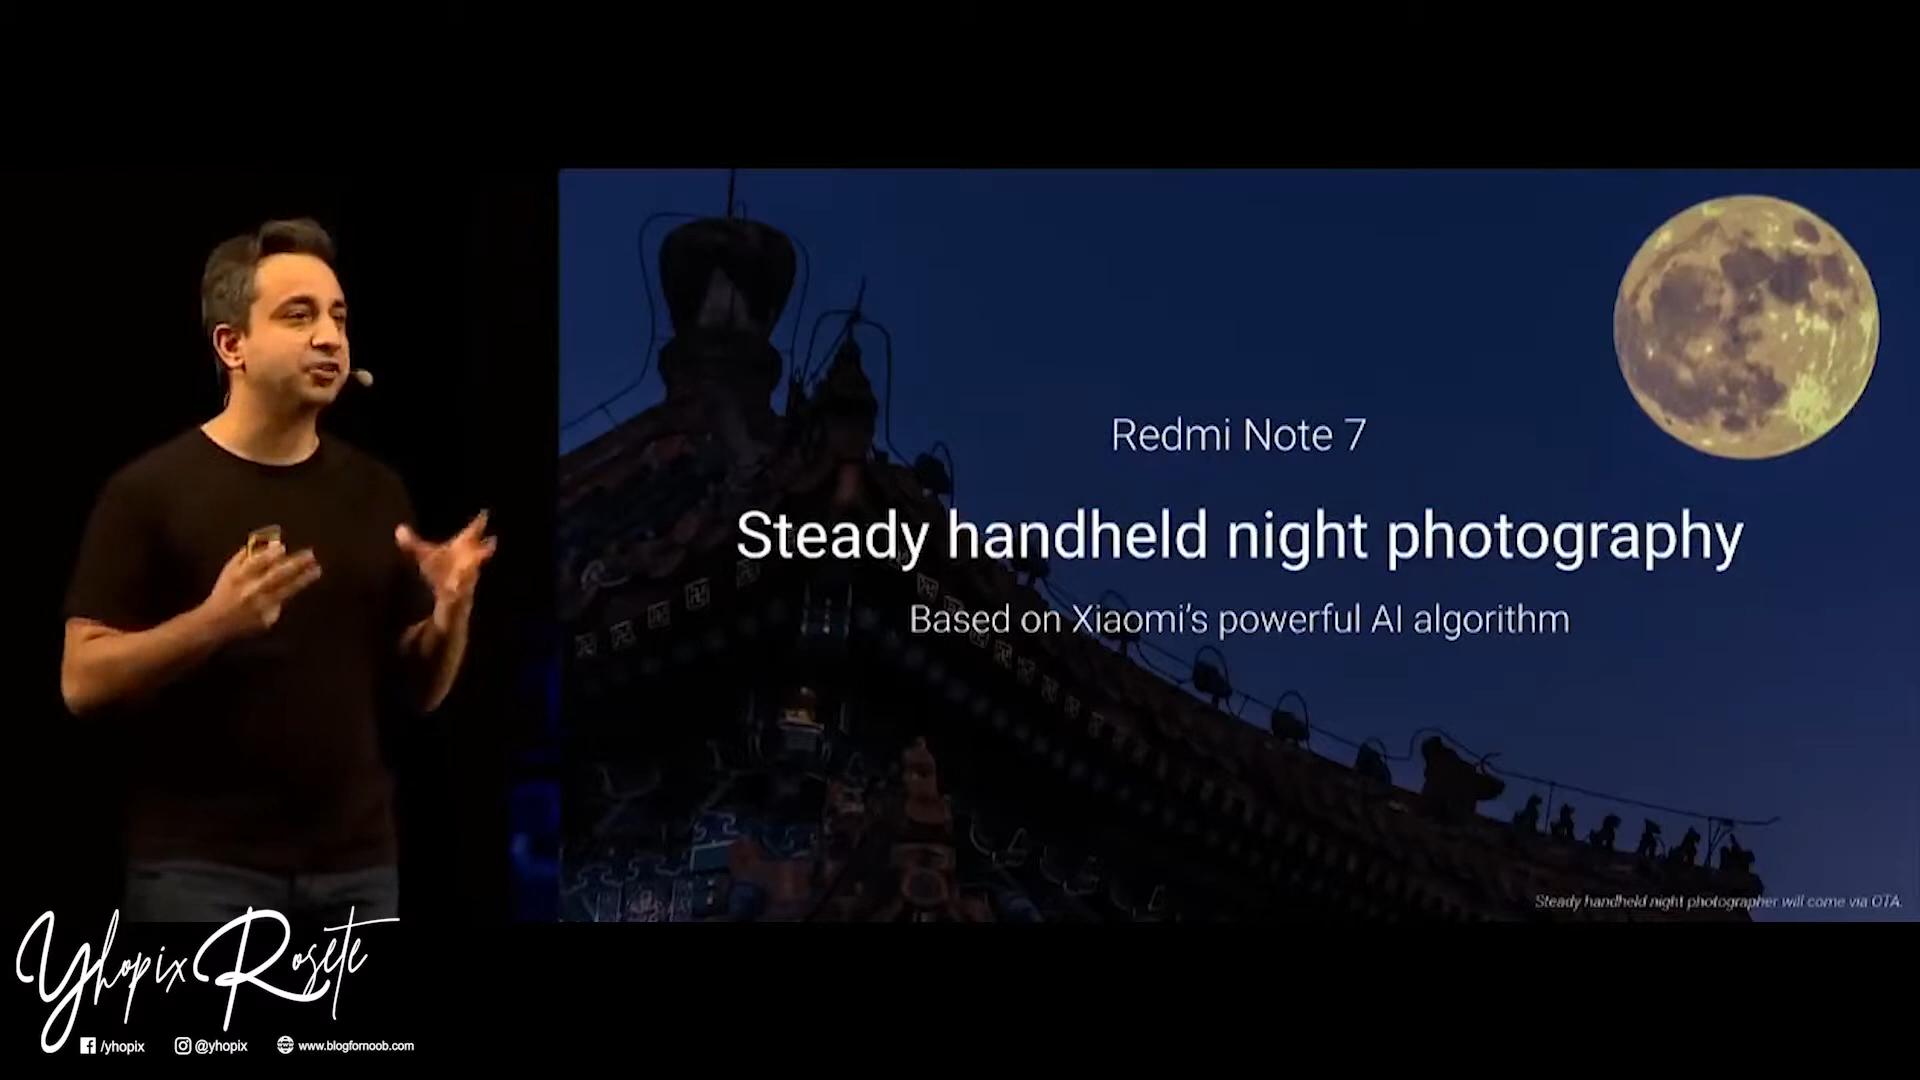 Redmi Note 7
Steady handheld night photography
Based on Xiaomi's powerful AI algorithm
Steady handheld night photographer will come via OTA.
Yhopix Rosete
/yhopix @yhopix www.blogfornoob.com